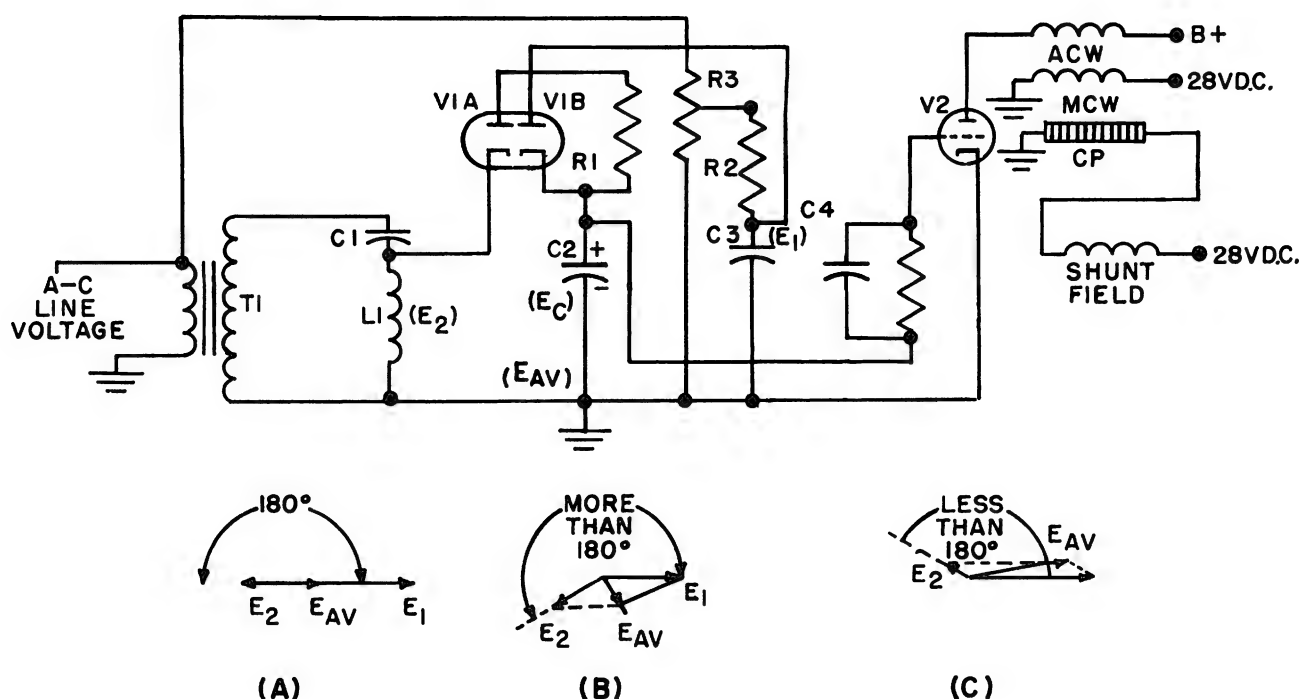 ACW
B+
28VD.C.
MCW
CP
V1A
V1B
V2
R3
R1
R2
C4
C3
(E1)
C1
C2
+
-
(EC)
L1
(E2)
T1
A-C
LINE
VOLTAGE
SHUNT
FIELD
28VD.C.
(EAV)
180°
E2
EAV
E1
(A)
MORE
THAN
180°
E1
E2
EAV
(B)
LESS
THAN
180°
EAV
E2
(C)